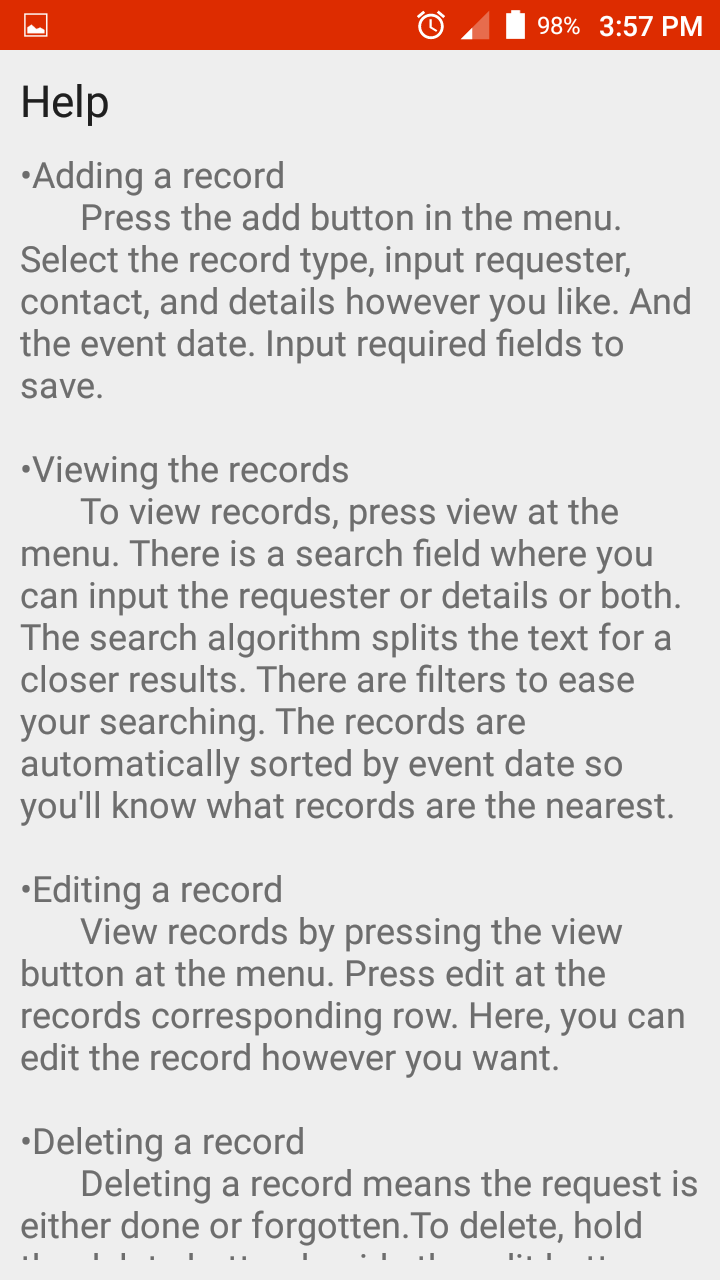 98% 3:57 PM
Help
•Adding a record
Press the add button in the menu.
Select the record type, input requester,
contact, and details however you like. And
the event date. Input required fields to
save.
•Viewing the records
To view records, press view at the
menu. There is a search field where you
can input the requester or details or both.
The search algorithm splits the text for a
closer results. There are filters to ease
your searching. The records are
automatically sorted by event date so
you'll know what records are the nearest.
•Editing a record
View records by pressing the view
button at the menu. Press edit at the
records corresponding row. Here, you can
edit the record however you want.
•Deleting a record
Deleting a record means the request is
either done or forgotten.To delete, hold